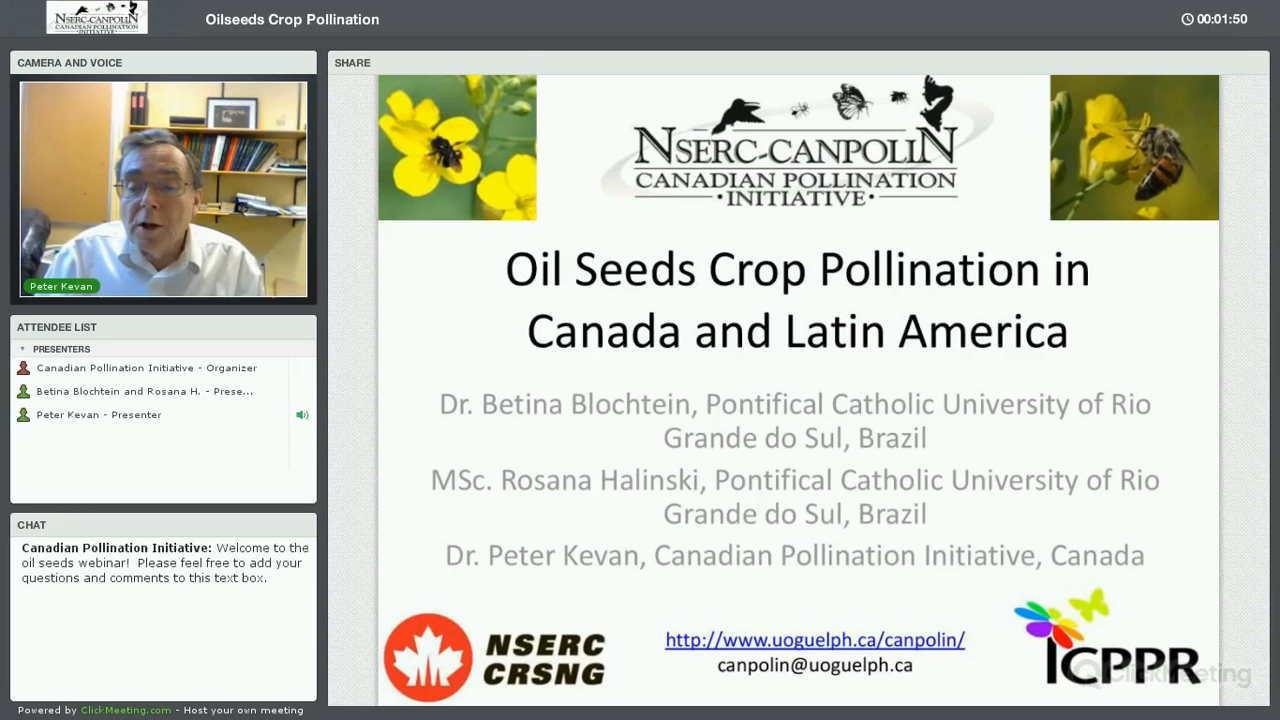 NSERC-CANPOLIN
CANADIAN POLLINATION
INITIATIVE
Oilseeds Crop Pollination
00:01:50
CAMERA AND VOICE
Peter Kevan
ATTENDEE LIST
PRESENTERS
Canadian Pollination Initiative - Organizer
Betina Blochtein and Rosana H. - Prese...
Peter Kevan - Presenter
CHAT
Canadian Pollination Initiative: Welcome to the
oil seeds webinar! Please feel free to add your
questions and comments to this text box.
Powered by ClickMeeting.com - Host your own meeting
SHARE
NSERC-CANPOLIN
CANADIAN POLLINATION
•INITIATIVE•
Oil Seeds Crop Pollination in
Canada and Latin America
Dr. Betina Blochtein, Pontifical Catholic University of Rio
Grande do Sul, Brazil
MSc. Rosana Halinski, Pontifical Catholic University of Rio
Grande do Sul, Brazil
Dr. Peter Kevan, Canadian Pollination Initiative, Canada
NSERC
CRSNG
http://www.uoguelph.ca/canpolin/
canpolin@uoguelph.ca
ICPPR
ClickMeeting